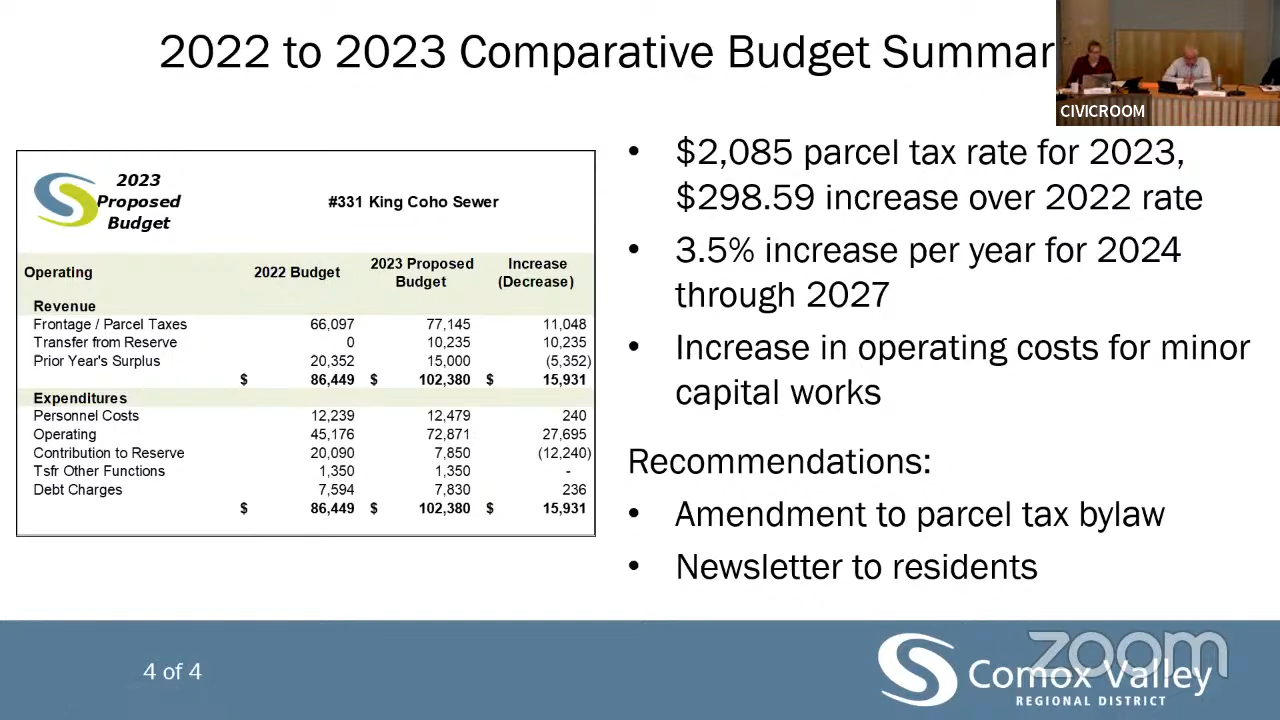 2022 to 2023 Comparative Budget Summar
CIVICROOM
2023
Proposed
Budget
#331 King Coho Sewer
Operating 2022 Budget 2023 Proposed Budget Increase (Decrease)
Revenue
Frontage / Parcel Taxes 66,097 77,145 11,048
Transfer from Reserve 0 10,235 10,235
Prior Year's Surplus 20,352 15,000 (5,352)
$ 86,449 $ 102,380 $ 15,931
Expenditures
Personnel Costs 12,239 12,479 240
Operating 45,176 72,871 27,695
Contribution to Reserve 20,090 7,850 (12,240)
Tsfr Other Functions 1,350 1,350 -
Debt Charges 7,594 7,830 236
$ 86,449 $ 102,380 $ 15,931
• $2,085 parcel tax rate for 2023,
$298.59 increase over 2022 rate
• 3.5% increase per year for 2024
through 2027
• Increase in operating costs for minor
capital works
Recommendations:
• Amendment to parcel tax bylaw
• Newsletter to residents
4 of 4
zoom
Comox Valley
REGIONAL DISTRICT